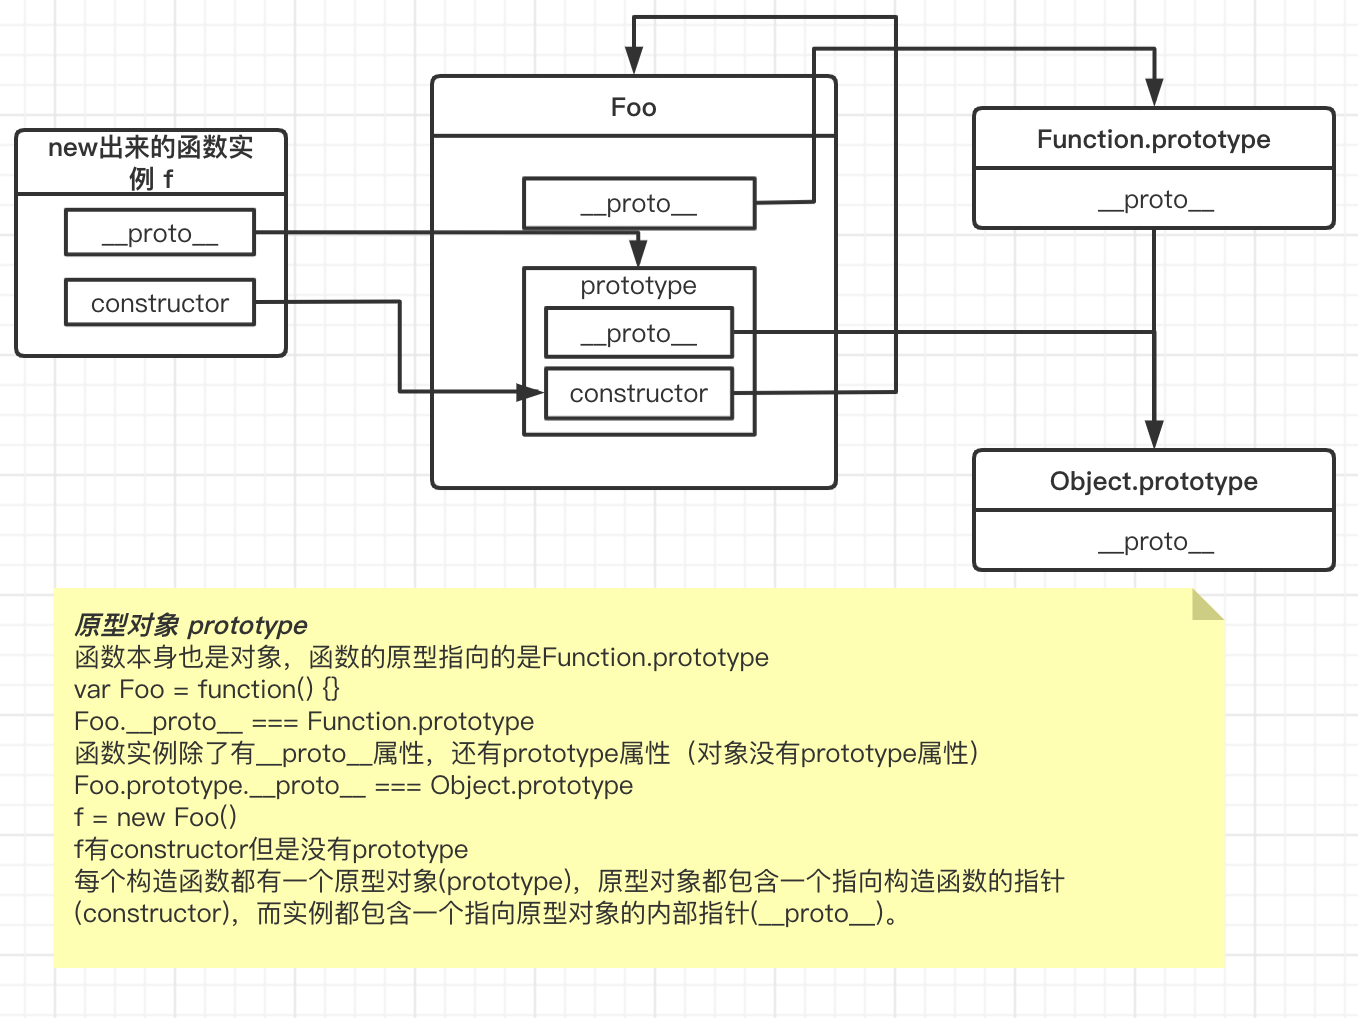 Foo
new出来的函数实
例 f
__proto__
constructor
__proto__
prototype
__proto__
constructor
Function.prototype
__proto__
Object.prototype
__proto__
原型对象 prototype
函数本身也是对象，函数的原型指向的是Function.prototype
var Foo = function() {}
Foo.__proto__ === Function.prototype
函数实例除了有__proto__属性，还有prototype属性（对象没有prototype属性）
Foo.prototype.__proto__ === Object.prototype
f = new Foo()
f有constructor但是没有prototype
每个构造函数都有一个原型对象(prototype)，原型对象都包含一个指向构造函数的指针
(constructor)，而实例都包含一个指向原型对象的内部指针(__proto__)。